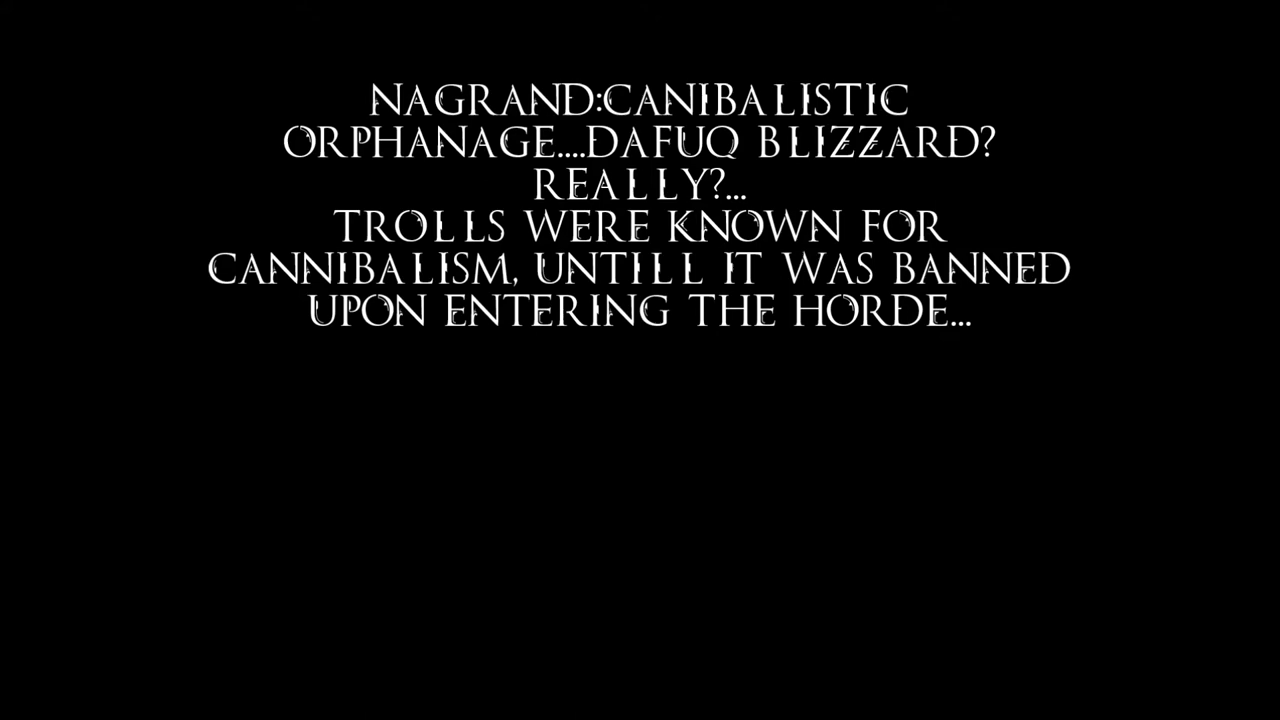 NAGRAND:CANIBALISTIC
ORPHANAGE....DAFUQ BLIZZARD?
REALLY?...
TROLLS WERE KNOWN FOR
CANNIBALISM, UNTILL IT WAS BANNED
UPON ENTERING THE HORDE...